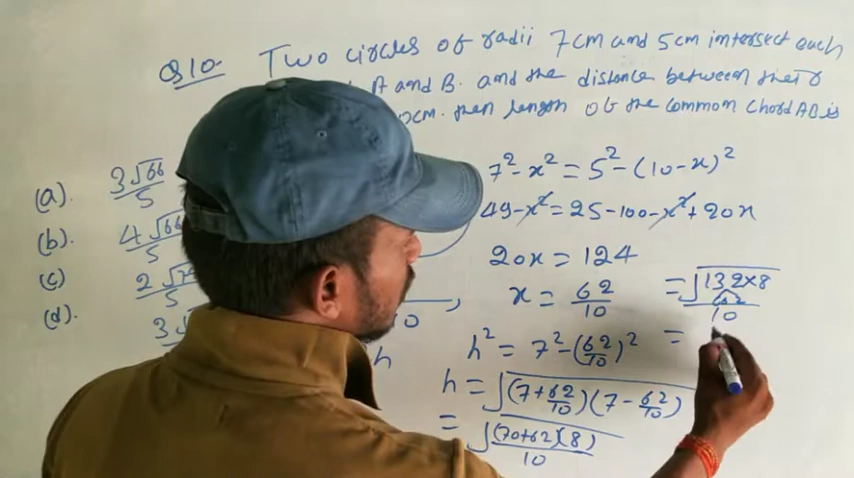 Q10. Two circles of radii 7cm and 5cm intersect each
A and B. and the distance between their
cm. then length of the common chord AB is
(a). 3√66/5
(b). 4√66/5
(c) 2√7/5
(d). 3√
h
7² - x² = 5² - (10-x)²
49-x² = 25-100-x²+20x
20x = 124
x = 62/10
h² = 7² - (62/10)²
h = √(7+62/10)(7-62/10)
= √(70+62)(8)/10
= √132×8/10
=